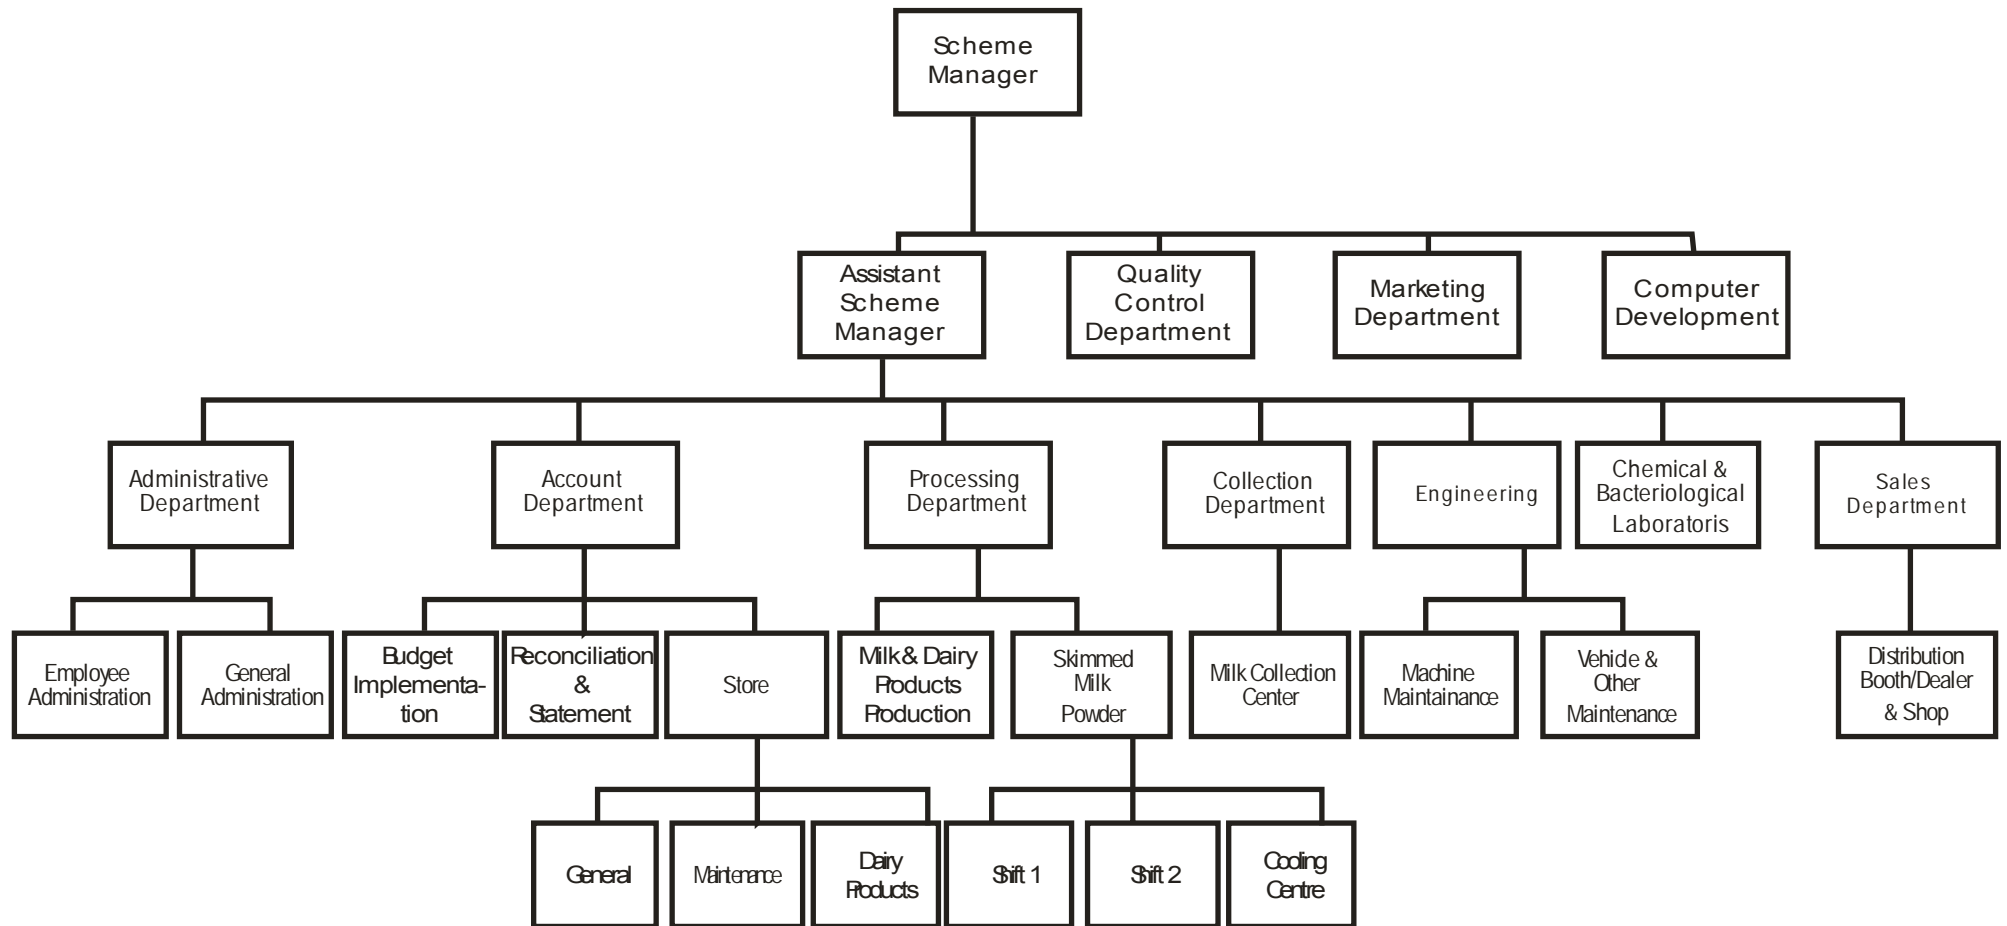 Scheme
Manager
Assistant
Scheme
Manager
Quality
Control
Department
Marketing
Department
Computer
Development
Administrative
Department
Account
Department
Processing
Department
Collection
Department
Engineering
Chemical &
Bacteriological
Laboratoris
Sales
Department
Employee
Administration
General
Administration
Budget
Implementa-
tion
Reconciliation
&
Statement
Store
Milk & Dairy
Products
Production
Skimmed
Milk
Powder
Milk Collection
Center
Machine
Maintainance
Vehicle &
Other
Maintenance
Distribution
Booth/Dealer
& Shop
General
Maintenance
Dairy
Products
Shift 1
Shift 2
Cooling
Centre